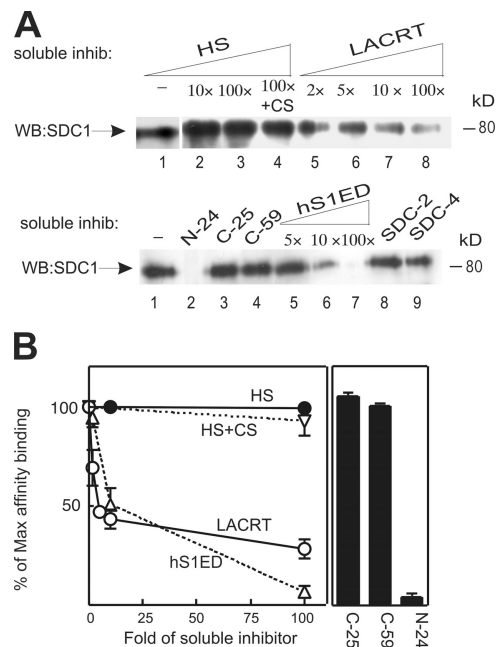 A
HS
LACRT
soluble inhib:
– 10× 100× 100× +CS 2× 5× 10 × 100×
kD
WB:SDC1
80
1 2 3 4 5 6 7 8
hS1ED
soluble inhib:
– N-24 C-25 C-59 5× 10 × 100× SDC-2 SDC-4
kD
WB:SDC1
80
1 2 3 4 5 6 7 8 9
B
% of Max affinity binding
100
50
HS
HS+CS
LACRT
hS1ED
0 25 50 75 100
Fold of soluble inhibitor
C-25
C-59
N-24